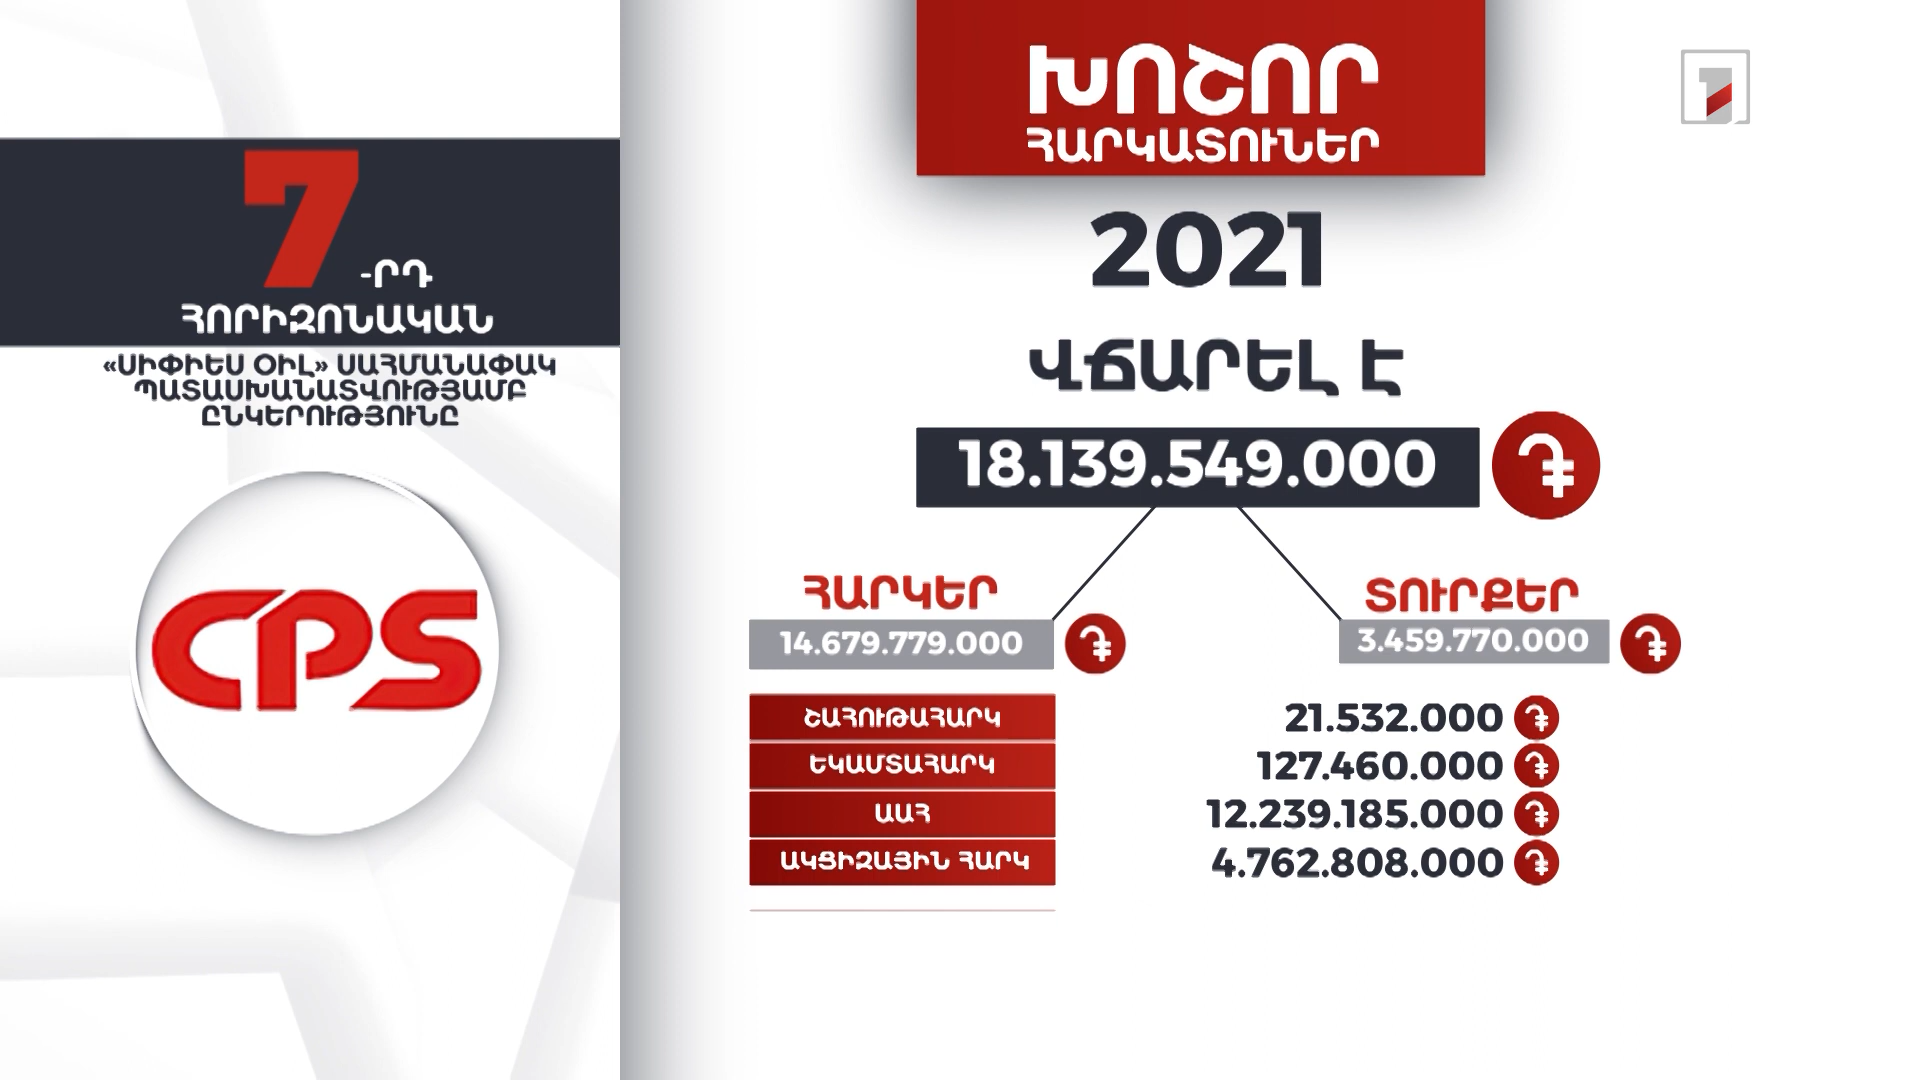 7-ՐԴ
ՀՈՐԻԶՈՆԱԿԱՆ
«ՍԻՓԻԵՍ ՕԻԼ» ՍԱՀՄԱՆԱՓԱԿ
ՊԱՏԱՍԽԱՆԱՏՎՈՒԹՅԱՄԲ
ԸՆԿԵՐՈՒԹՅՈՒՆԸ
CPS
ԽՈՇՈՐ
ՀԱՐԿԱՏՈՒՆԵՐ
1
2021
ՎՃԱՐԵԼ Է
18.139.549.000 ֏
ՀԱՐԿԵՐ
14.679.779.000 ֏
ՏՈՒՐՔԵՐ
3.459.770.000 ֏
ՇԱՀՈՒԹԱՀԱՐԿ 21.532.000 ֏
ԵԿԱՄՏԱՀԱՐԿ 127.460.000 ֏
ԱԱՀ 12.239.185.000 ֏
ԱԿՑԻԶԱՅԻՆ ՀԱՐԿ 4.762.808.000 ֏